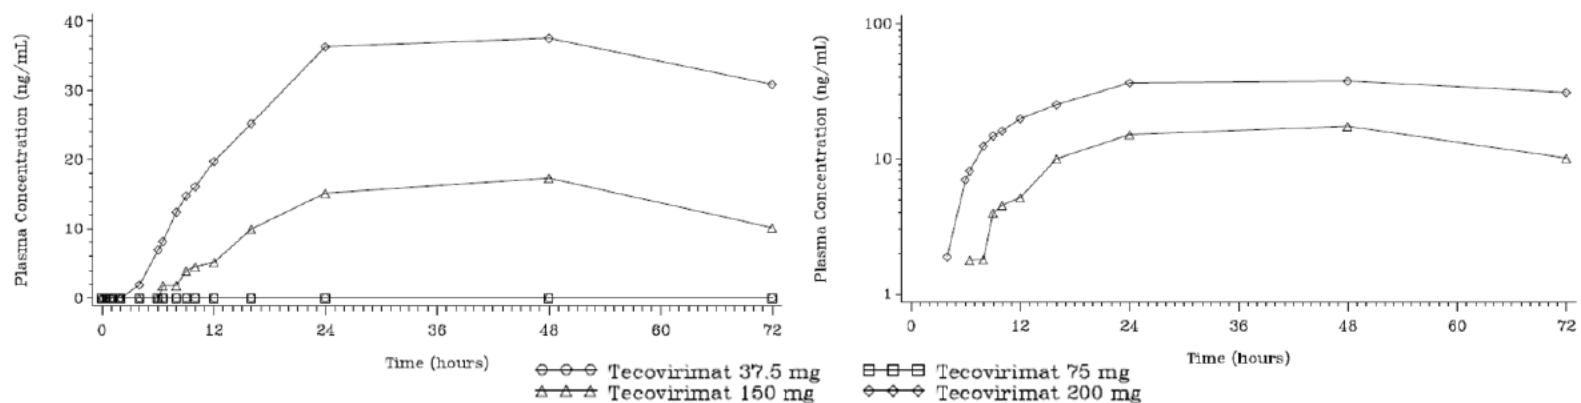 Plasma Concentration (ng/mL)
40
30
20
10
0
0 12 24 36 48 60 72
Time (hours)
Plasma Concentration (ng/mL)
100
10
1
0 12 24 36 48 60 72
Time (hours)
Tecovirimat 37.5 mg Tecovirimat 75 mg
Tecovirimat 150 mg Tecovirimat 200 mg